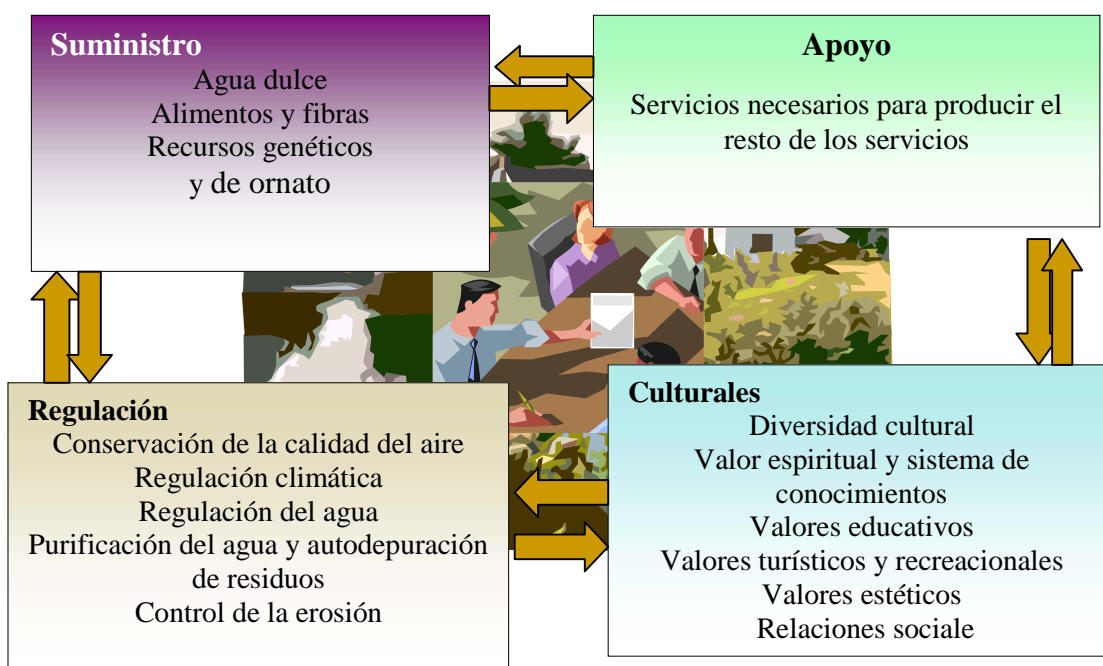 Suministro
Agua dulce
Alimentos y fibras
Recursos genéticos
y de ornato
Apoyo
Servicios necesarios para producir el
resto de los servicios
Regulación
Conservación de la calidad del aire
Regulación climática
Regulación del agua
Purificación del agua y autodepuración
de residuos
Control de la erosión
Culturales
Diversidad cultural
Valor espiritual y sistema de
conocimientos
Valores educativos
Valores turísticos y recreacionales
Valores estéticos
Relaciones sociale